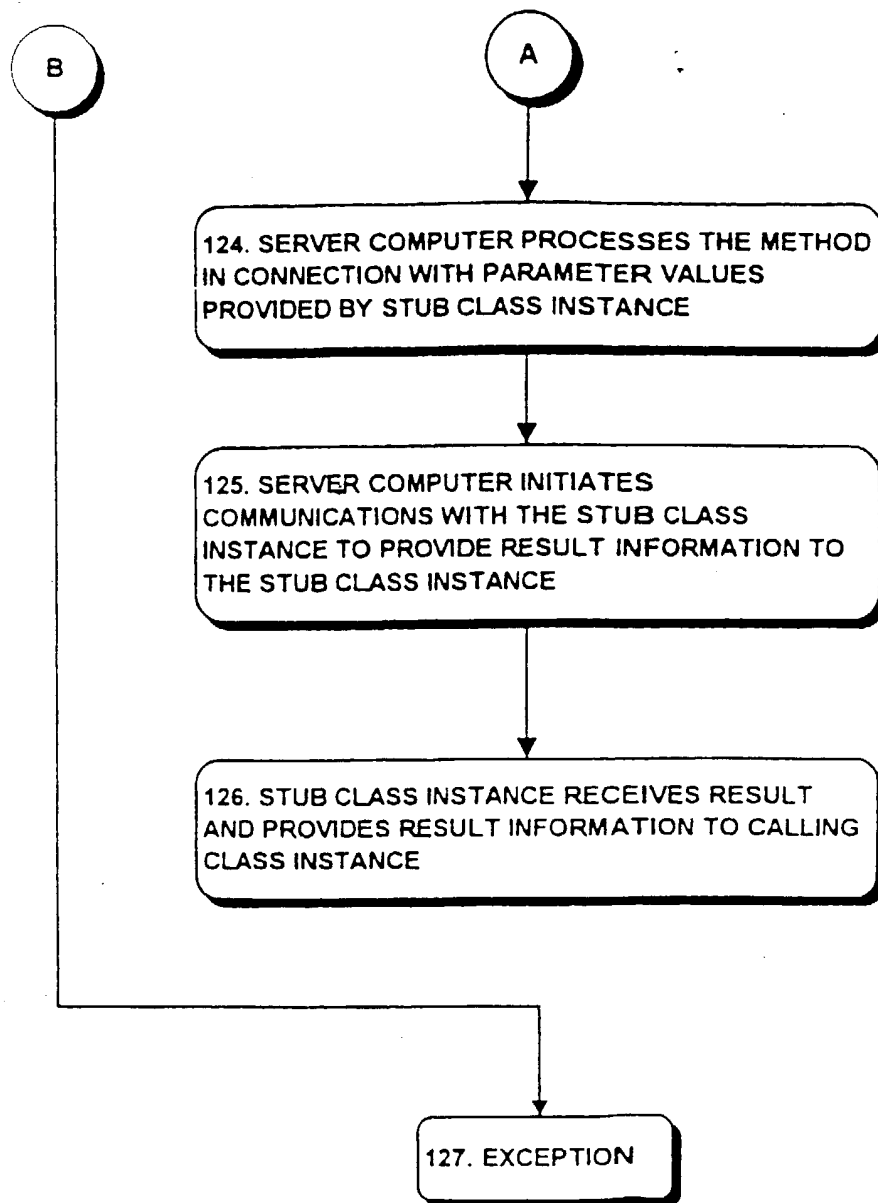 B
A
124. SERVER COMPUTER PROCESSES THE METHOD
IN CONNECTION WITH PARAMETER VALUES
PROVIDED BY STUB CLASS INSTANCE
125. SERVER COMPUTER INITIATES
COMMUNICATIONS WITH THE STUB CLASS
INSTANCE TO PROVIDE RESULT INFORMATION TO
THE STUB CLASS INSTANCE
126. STUB CLASS INSTANCE RECEIVES RESULT
AND PROVIDES RESULT INFORMATION TO CALLING
CLASS INSTANCE
127. EXCEPTION